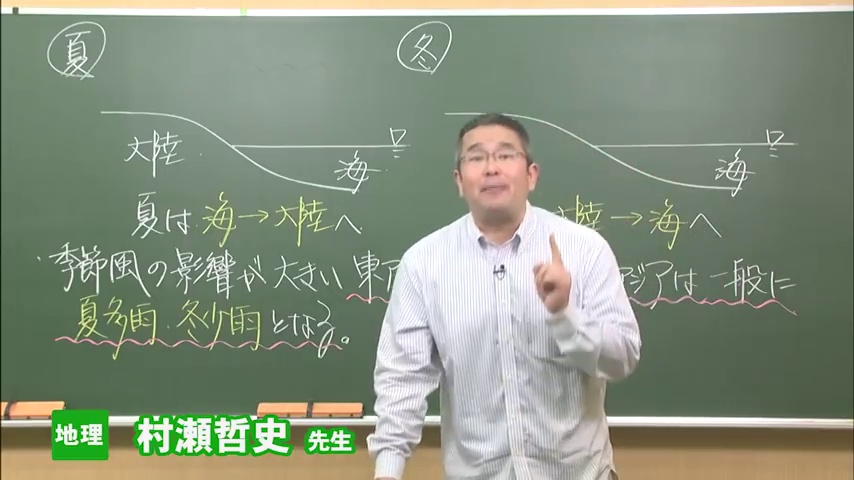 夏
冬
大陸
海
海
夏は 海→大陸へ
大陸→海へ
季節風の影響が大きい 東ア
ジアは一般に
夏多雨・冬少雨となる。
地理 村瀬哲史 先生